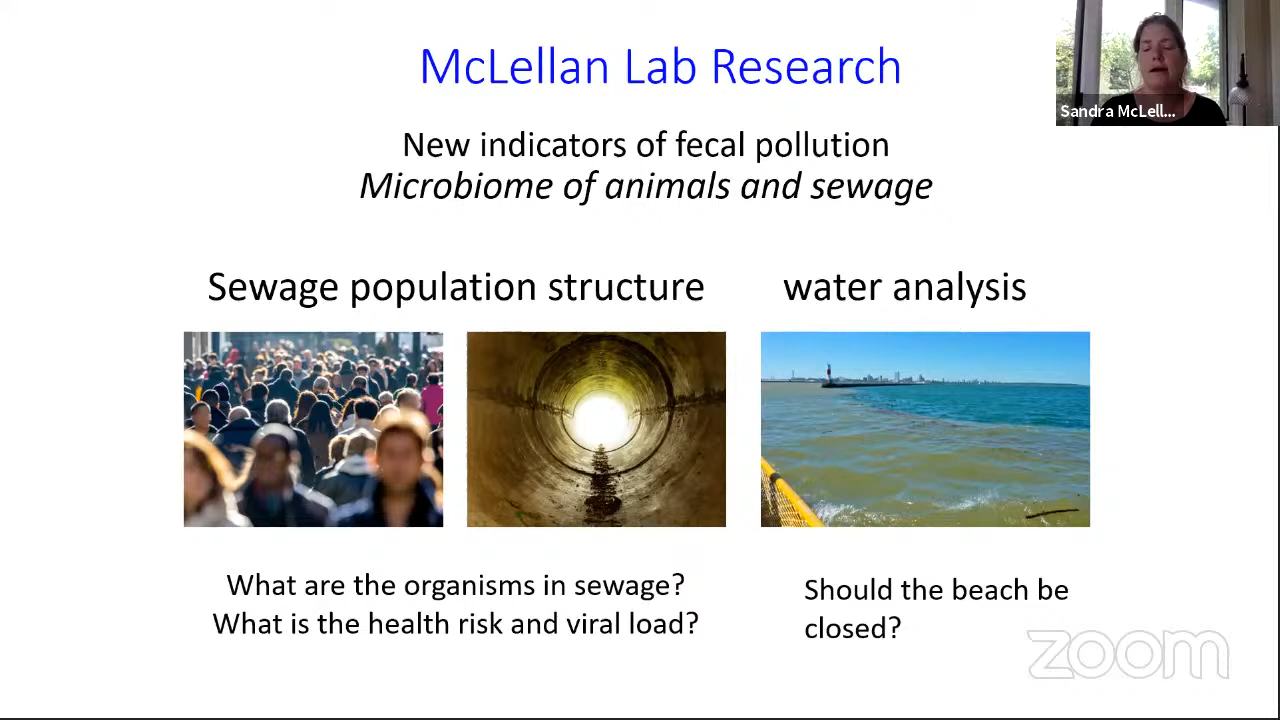 McLellan Lab Research
Sandra McLell...
New indicators of fecal pollution
Microbiome of animals and sewage
Sewage population structure
water analysis
What are the organisms in sewage?
What is the health risk and viral load?
Should the beach be
closed?
zoom